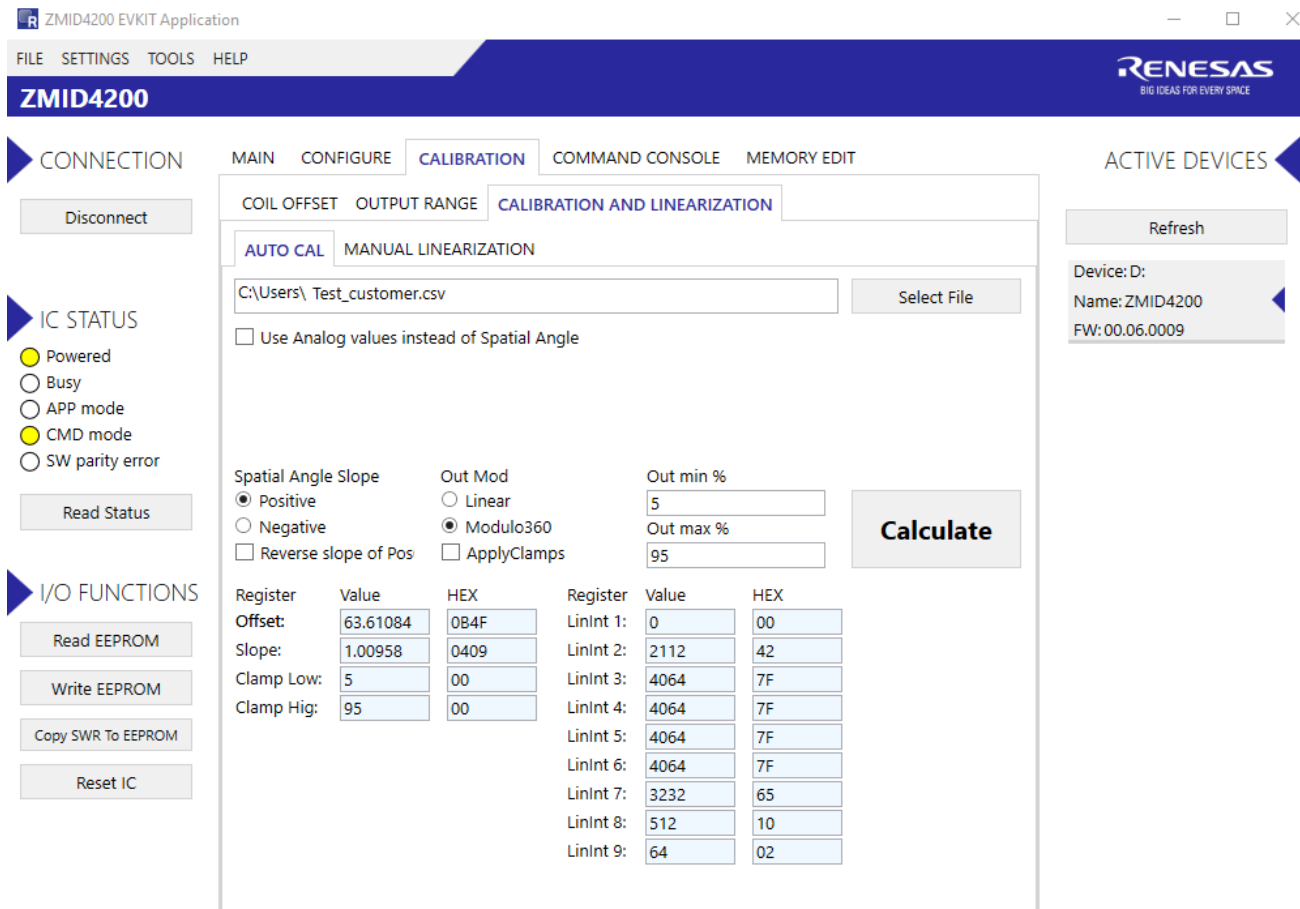 ZMID4200 EVKIT Application
FILE SETTINGS TOOLS HELP
RENESAS
BIG IDEAS FOR EVERY SPACE
ZMID4200
CONNECTION
Disconnect
IC STATUS
Powered
Busy
APP mode
CMD mode
SW parity error
Read Status
I/O FUNCTIONS
Read EEPROM
Write EEPROM
Copy SWR To EEPROM
Reset IC
MAIN CONFIGURE CALIBRATION COMMAND CONSOLE MEMORY EDIT
COIL OFFSET OUTPUT RANGE CALIBRATION AND LINEARIZATION
AUTO CAL MANUAL LINEARIZATION
C:\Users\ Test_customer.csv Select File
Use Analog values instead of Spatial Angle
Spatial Angle Slope Out Mod Out min %
Positive Linear 5
Negative Modulo360 Out max %
Reverse slope of Pos ApplyClamps 95
Calculate
Register Value HEX Register Value HEX
Offset: 63.61084 0B4F LinInt 1: 0 00
Slope: 1.00958 0409 LinInt 2: 2112 42
Clamp Low: 5 00 LinInt 3: 4064 7F
Clamp Hig: 95 00 LinInt 4: 4064 7F
LinInt 5: 4064 7F
LinInt 6: 4064 7F
LinInt 7: 3232 65
LinInt 8: 512 10
LinInt 9: 64 02
ACTIVE DEVICES
Refresh
Device: D:
Name: ZMID4200
FW: 00.06.0009